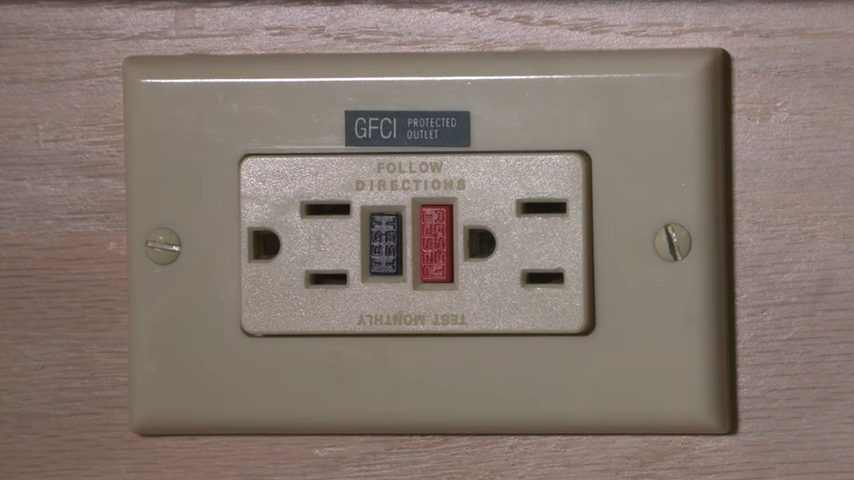 GFCI PROTECTED
OUTLET
FOLLOW
DIRECTIONS
TEST
RESET
TEST MONTHLY